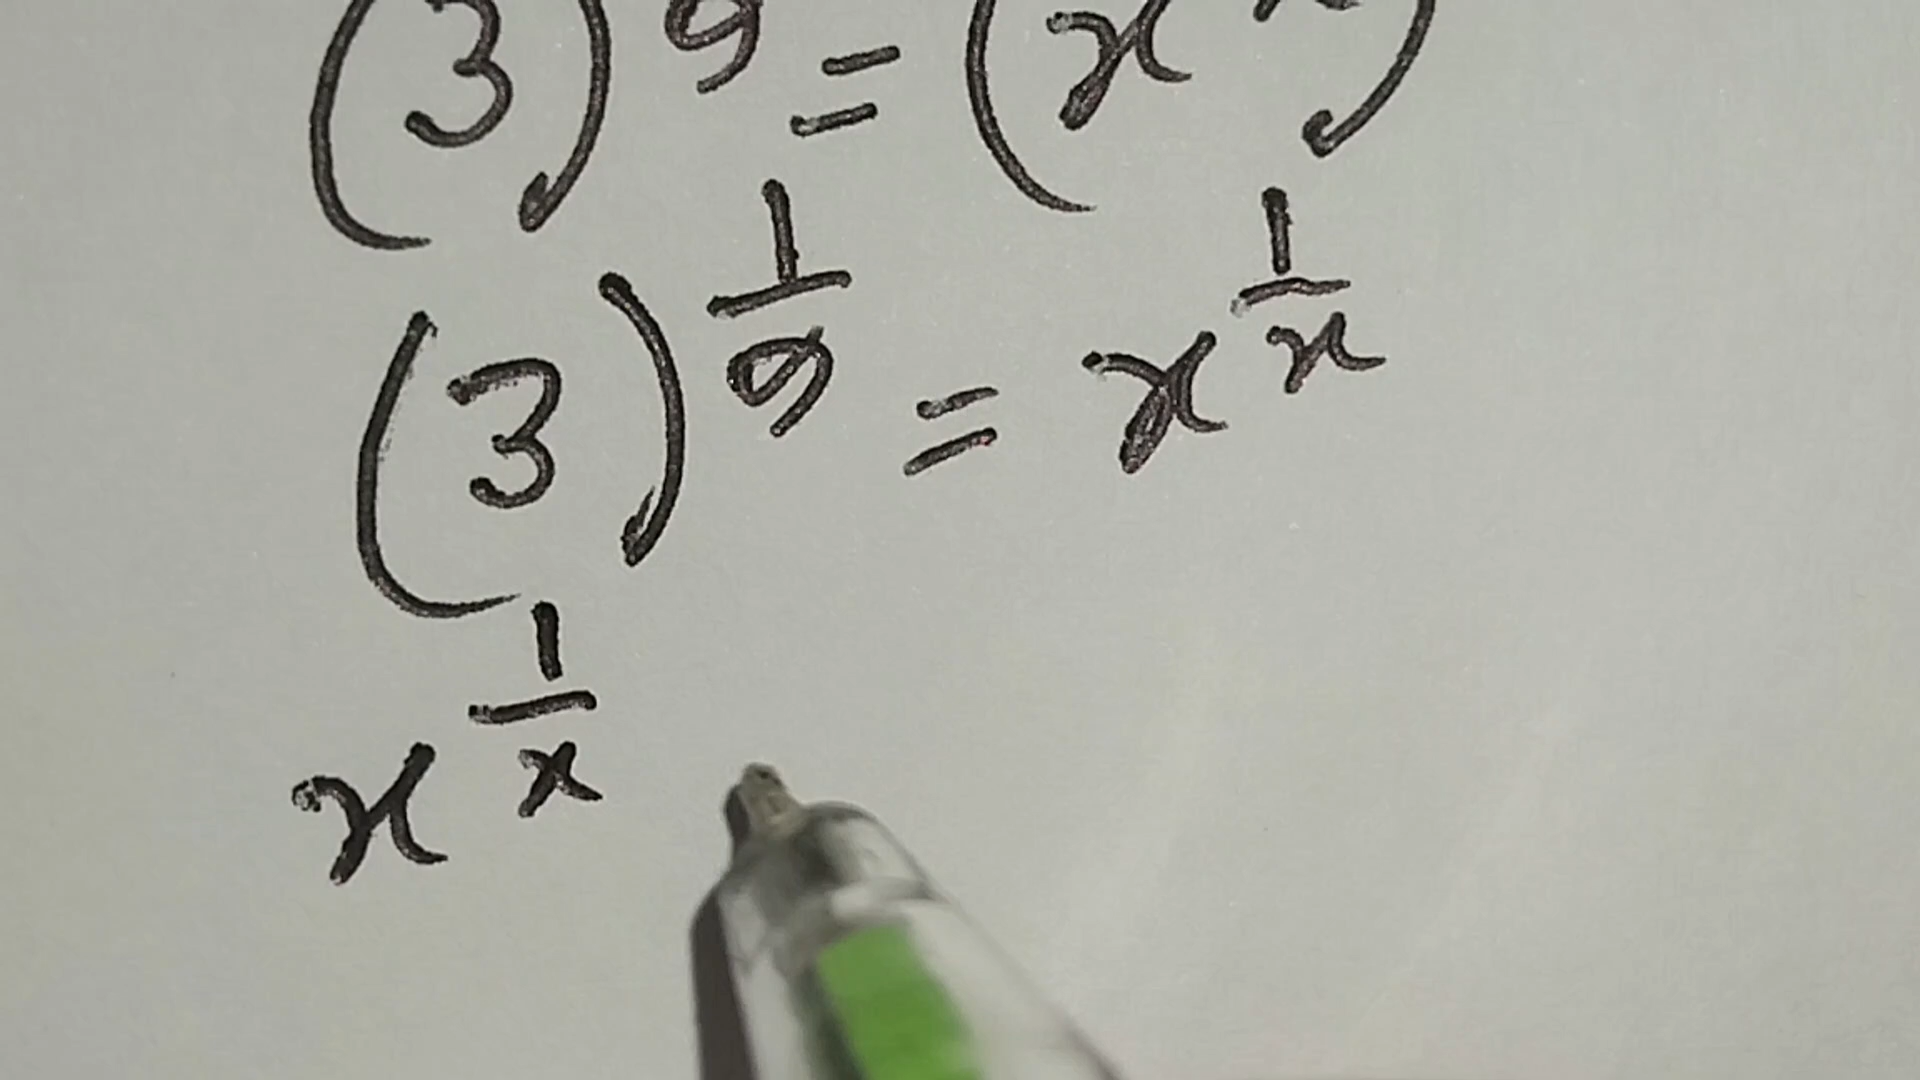 (3)^9 = (x
(3)^{1/9} = x^{1/x}
x^{1/x}